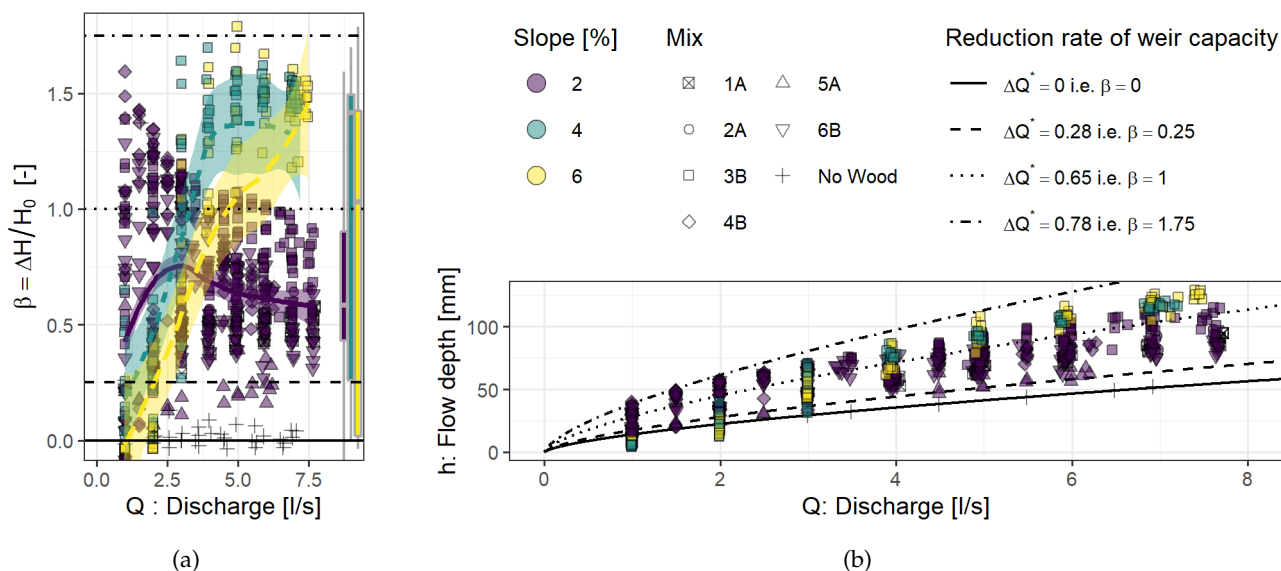 1.5
1.0
0.5
0.0
β = ΔH/H₀ [-]
0.0 2.5 5.0 7.5
Q : Discharge [l/s]
(a)
Slope [%]
2
4
6
Mix
1A
2A
3B
4B
5A
6B
No Wood
Reduction rate of weir capacity
ΔQ* = 0 i.e. β = 0
ΔQ* = 0.28 i.e. β = 0.25
ΔQ* = 0.65 i.e. β = 1
ΔQ* = 0.78 i.e. β = 1.75
h: Flow depth [mm]
100
50
0
0 2 4 6 8
Q: Discharge [l/s]
(b)